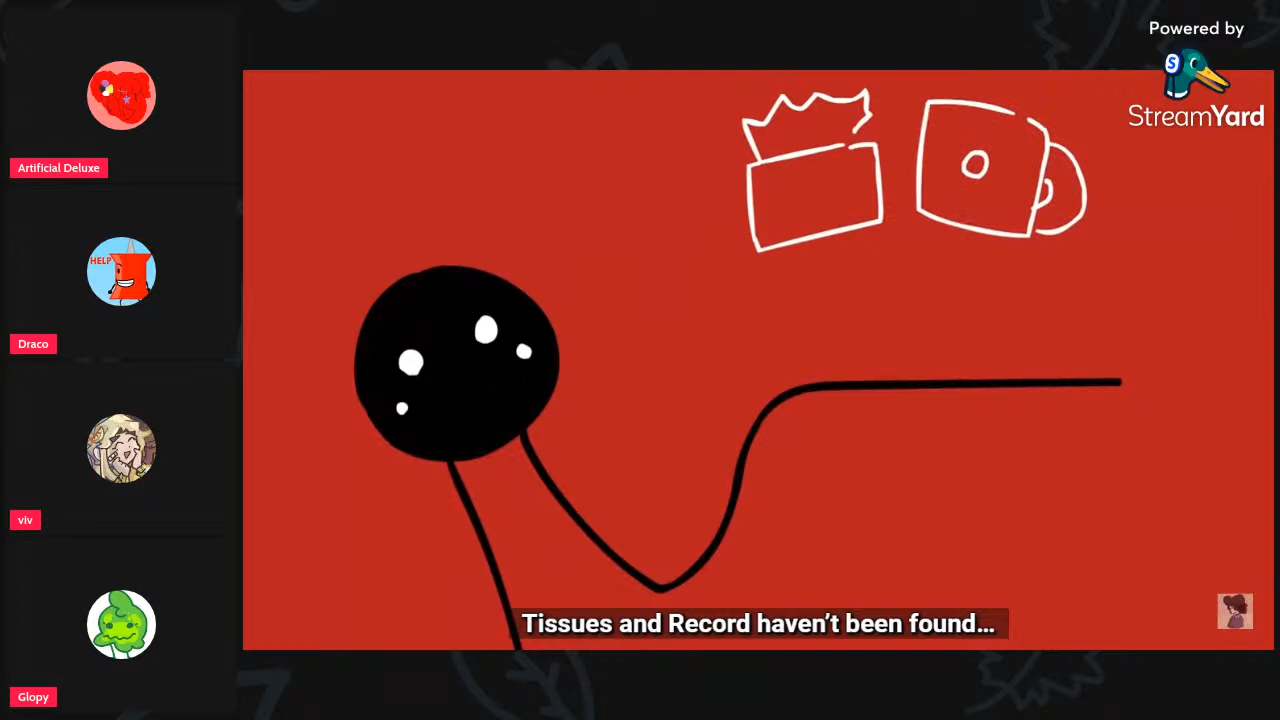 Powered by
S
StreamYard
Artificial Deluxe
HELP
Draco
viv
Glopy
Tissues and Record haven't been found...